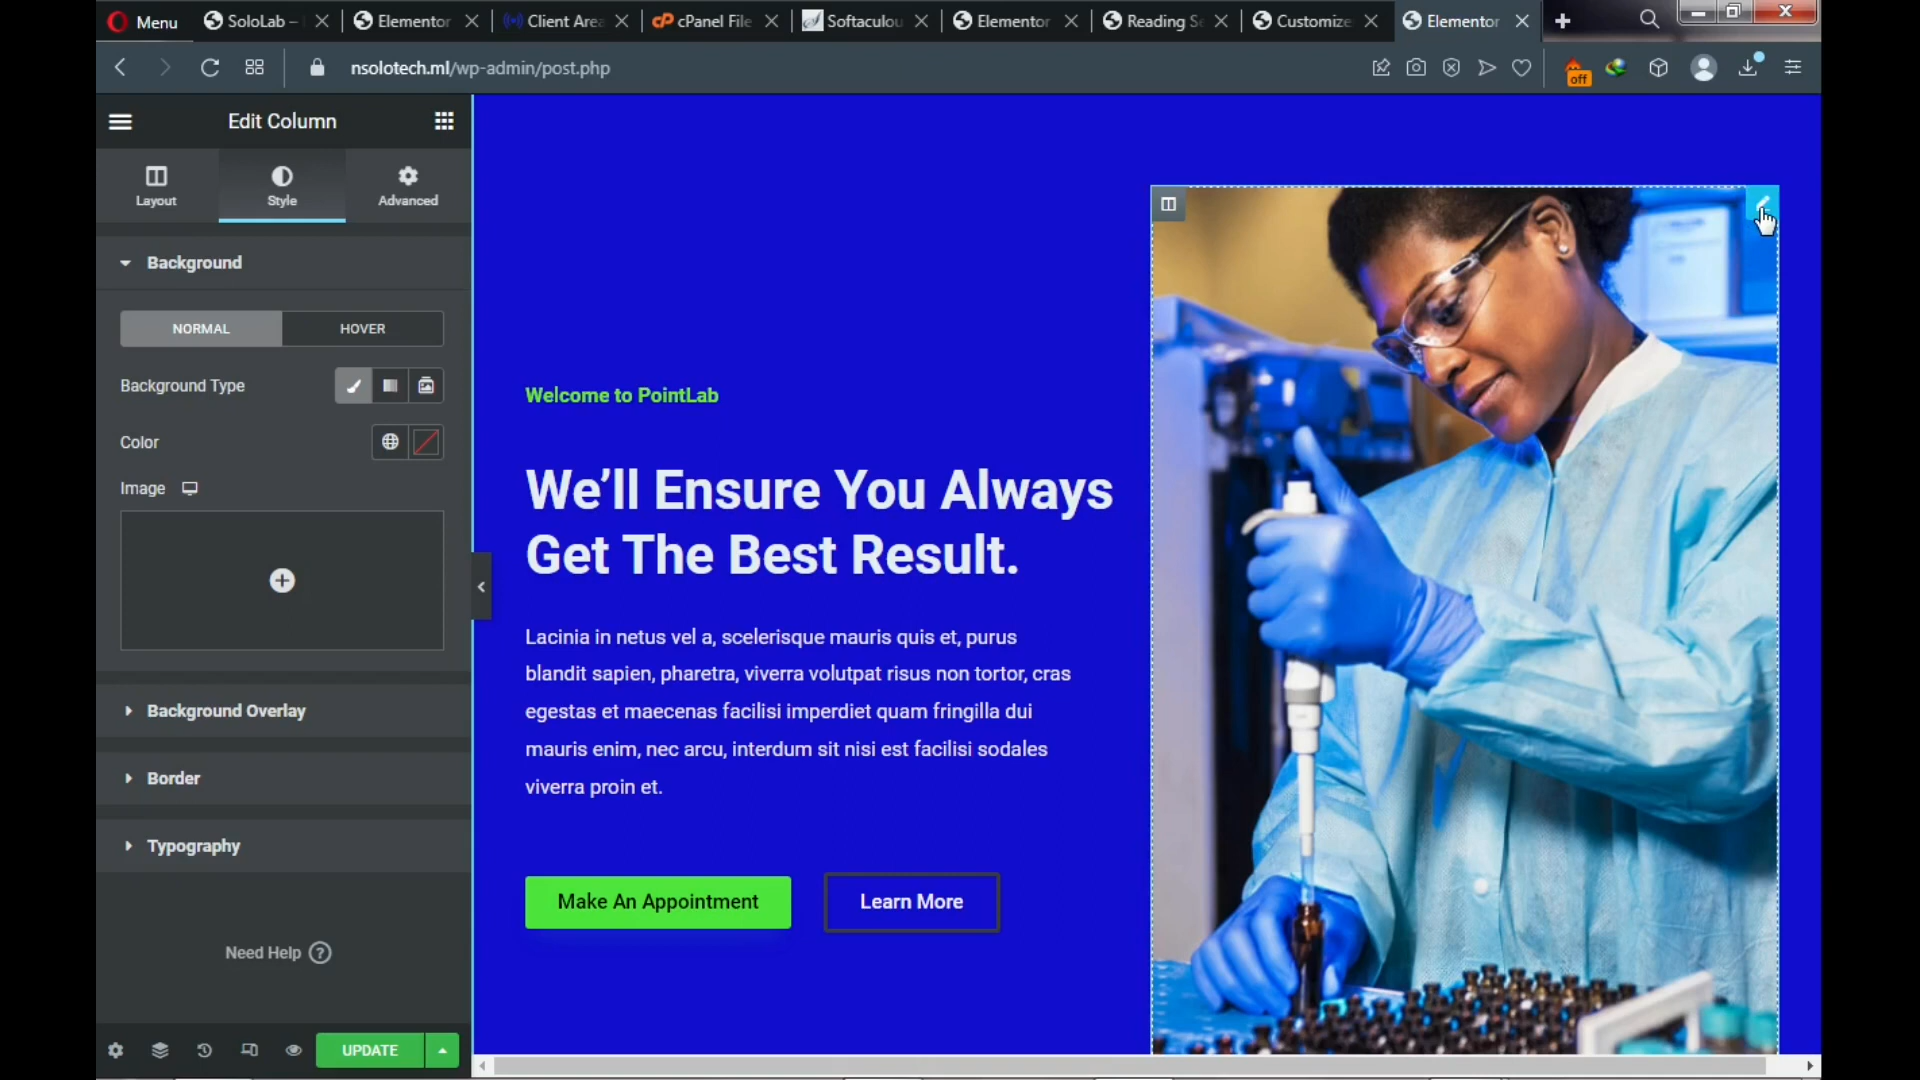 Menu
SoloLab –
Elementor
Client Area
cPanel File
Softaculou
Elementor
Reading Se
Customize
Elementor
nsolotech.ml/wp-admin/post.php
off
Edit Column
Layout
Style
Advanced
Background
NORMAL
HOVER
Background Type
Color
Image
Background Overlay
Border
Typography
Need Help
UPDATE
Welcome to PointLab
We’ll Ensure You Always
Get The Best Result.
Lacinia in netus vel a, scelerisque mauris quis et, purus
blandit sapien, pharetra, viverra volutpat risus non tortor, cras
egestas et maecenas facilisi imperdiet quam fringilla dui
mauris enim, nec arcu, interdum sit nisi est facilisi sodales
viverra proin et.
Make An Appointment
Learn More